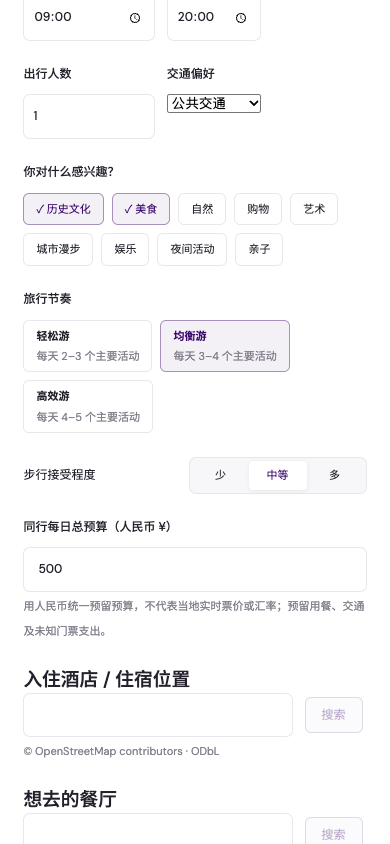 09:00 20:00
出行人数 交通偏好
1 公共交通
你对什么感兴趣?
✓ 历史文化 ✓ 美食 自然 购物 艺术
城市漫步 娱乐 夜间活动 亲子
旅行节奏
轻松游 均衡游
每天 2–3 个主要活动 每天 3–4 个主要活动
高效游
每天 4–5 个主要活动
步行接受程度 少 中等 多
同行每日总预算（人民币 ¥）
500
用人民币统一预留预算，不代表当地实时票价或汇率；预留用餐、交通
及未知门票支出。
入住酒店 / 住宿位置
搜索
© OpenStreetMap contributors · ODbL
想去的餐厅
搜索